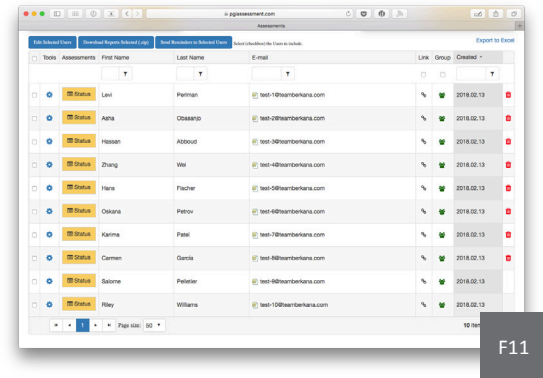 pgiassessment.com
Assessments
Edit Selected Users Download Reports Selected (.zip) Send Reminders to Selected Users Select (checkbox) the Users to include. Export to Excel
Tools Assessments First Name Last Name E-mail Link Group Created
Status Levi Perlman test-1@teamberkana.com 2018.02.13
Status Asha Obasanjo test-2@teamberkana.com 2018.02.13
Status Hassan Abboud test-3@teamberkana.com 2018.02.13
Status Zhang Wei test-4@teamberkana.com 2018.02.13
Status Hans Fischer test-5@teamberkana.com 2018.02.13
Status Oskana Petrov test-6@teamberkana.com 2018.02.13
Status Karima Patel test-7@teamberkana.com 2018.02.13
Status Carmen García test-8@teamberkana.com 2018.02.13
Status Salome Pelletier test-9@teamberkana.com 2018.02.13
Status Riley Williams test-10@teamberkana.com 2018.02.13
1 Page size: 50 10
F11